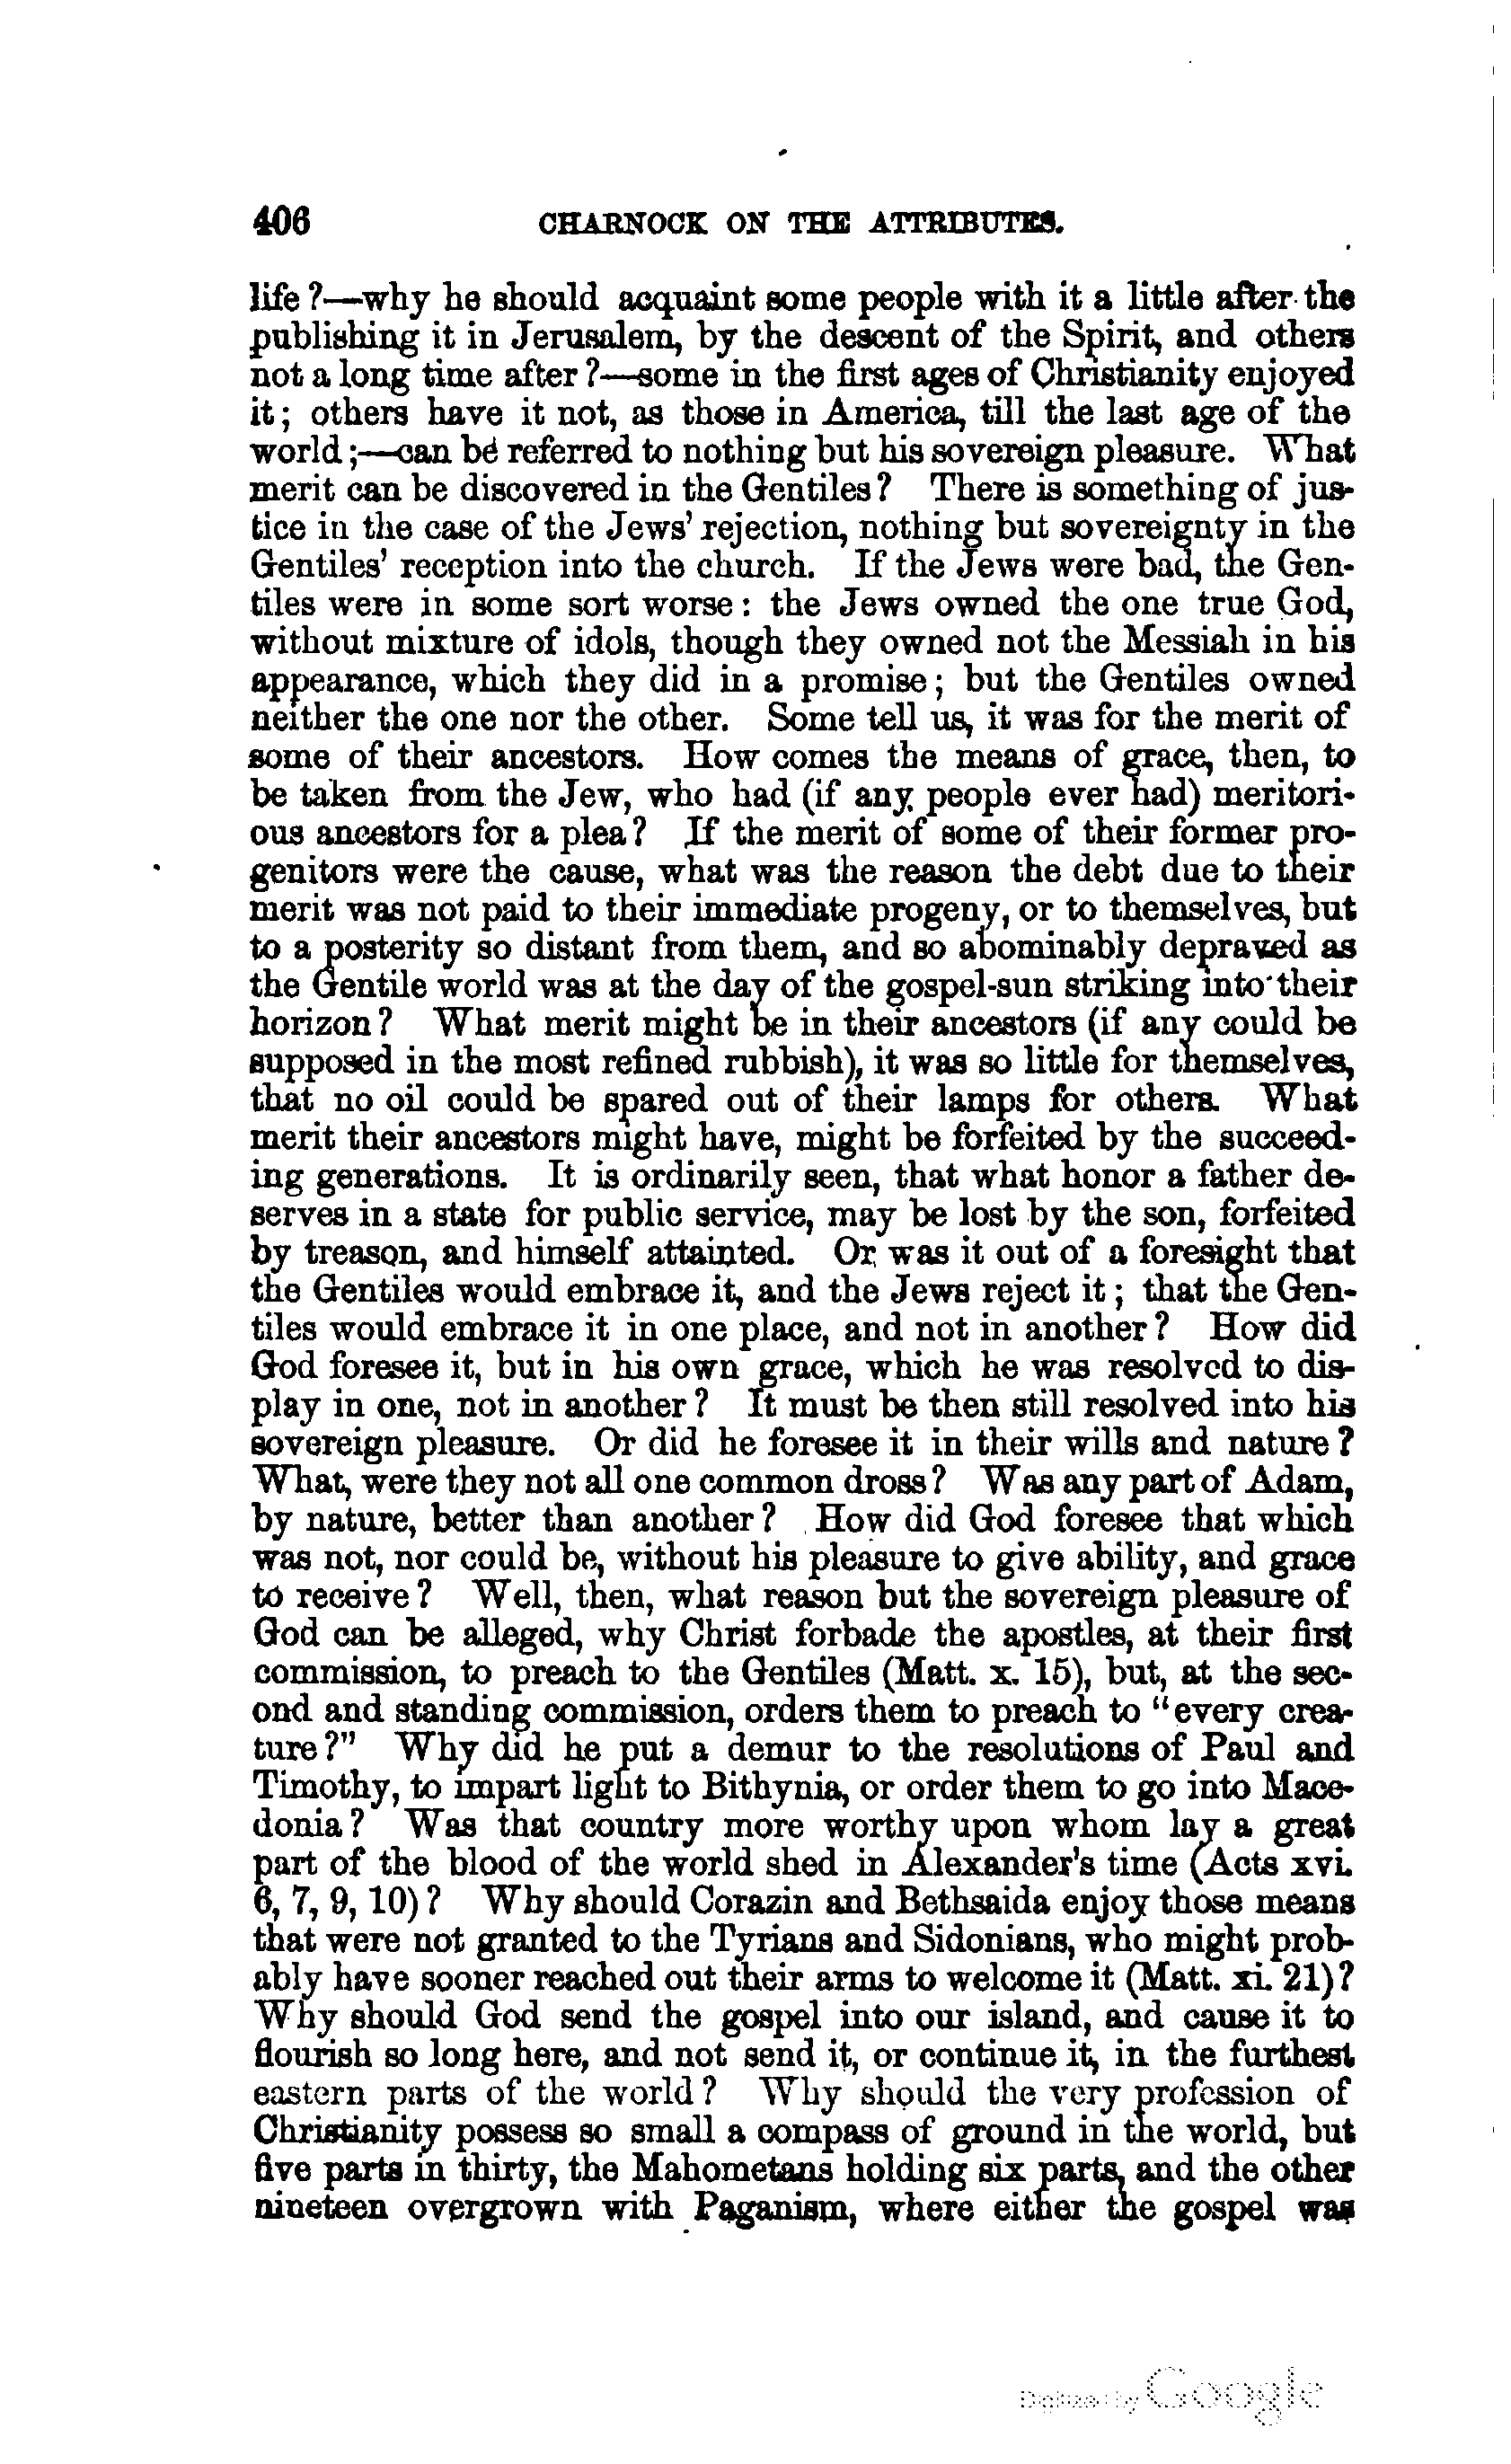 406 CHARNOCK ON THE ATTRIBUTES.
life?—why he should acquaint some people with it a little after the
publishing it in Jerusalem, by the descent of the Spirit, and others
not a long time after?—some in the first ages of Christianity enjoyed
it; others have it not, as those in America, till the last age of the
world;—can be referred to nothing but his sovereign pleasure. What
merit can be discovered in the Gentiles? There is something of jus-
tice in the case of the Jews' rejection, nothing but sovereignty in the
Gentiles' reception into the church. If the Jews were bad, the Gen-
tiles were in some sort worse: the Jews owned the one true God,
without mixture of idols, though they owned not the Messiah in his
appearance, which they did in a promise; but the Gentiles owned
neither the one nor the other. Some tell us, it was for the merit of
some of their ancestors. How comes the means of grace, then, to
be taken from the Jew, who had (if any people ever had) meritori-
ous ancestors for a plea? If the merit of some of their former pro-
genitors were the cause, what was the reason the debt due to their
merit was not paid to their immediate progeny, or to themselves, but
to a posterity so distant from them, and so abominably depraved as
the Gentile world was at the day of the gospel-sun striking into their
horizon? What merit might be in their ancestors (if any could be
supposed in the most refined rubbish), it was so little for themselves,
that no oil could be spared out of their lamps for others. What
merit their ancestors might have, might be forfeited by the succeed-
ing generations. It is ordinarily seen, that what honor a father de-
serves in a state for public service, may be lost by the son, forfeited
by treason, and himself attainted. Or was it out of a foresight that
the Gentiles would embrace it, and the Jews reject it; that the Gen-
tiles would embrace it in one place, and not in another? How did
God foresee it, but in his own grace, which he was resolved to dis-
play in one, not in another? It must be then still resolved into his
sovereign pleasure. Or did he foresee it in their wills and nature?
What, were they not all one common dross? Was any part of Adam,
by nature, better than another? How did God foresee that which
was not, nor could be, without his pleasure to give ability, and grace
to receive? Well, then, what reason but the sovereign pleasure of
God can be alleged, why Christ forbade the apostles, at their first
commission, to preach to the Gentiles (Matt. x. 15), but, at the sec-
ond and standing commission, orders them to preach to "every crea-
ture?" Why did he put a demur to the resolutions of Paul and
Timothy, to impart light to Bithynia, or order them to go into Mace-
donia? Was that country more worthy upon whom lay a great
part of the blood of the world shed in Alexander's time (Acts xvi.
6, 7, 9, 10)? Why should Corazin and Bethsaida enjoy those means
that were not granted to the Tyrians and Sidonians, who might prob-
ably have sooner reached out their arms to welcome it (Matt. xi. 21)?
Why should God send the gospel into our island, and cause it to
flourish so long here, and not send it, or continue it, in the furthest
eastern parts of the world? Why should the very profession of
Christianity possess so small a compass of ground in the world, but
five parts in thirty, the Mahometans holding six parts, and the other
nineteen overgrown with Paganism, where either the gospel was
Digitized by Google